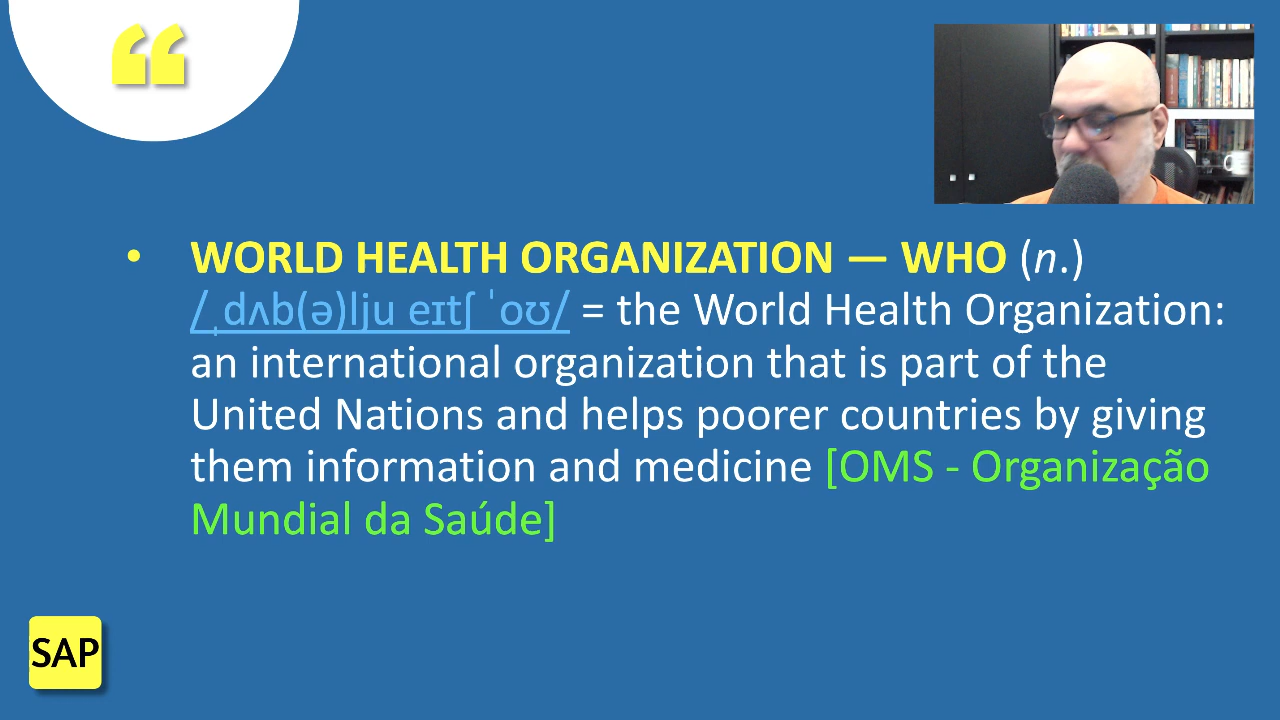 “
• WORLD HEALTH ORGANIZATION — WHO (n.)
/ˌdʌb(ə)lju eɪtʃ ˈoʊ/ = the World Health Organization:
an international organization that is part of the
United Nations and helps poorer countries by giving
them information and medicine [OMS - Organização
Mundial da Saúde]
SAP